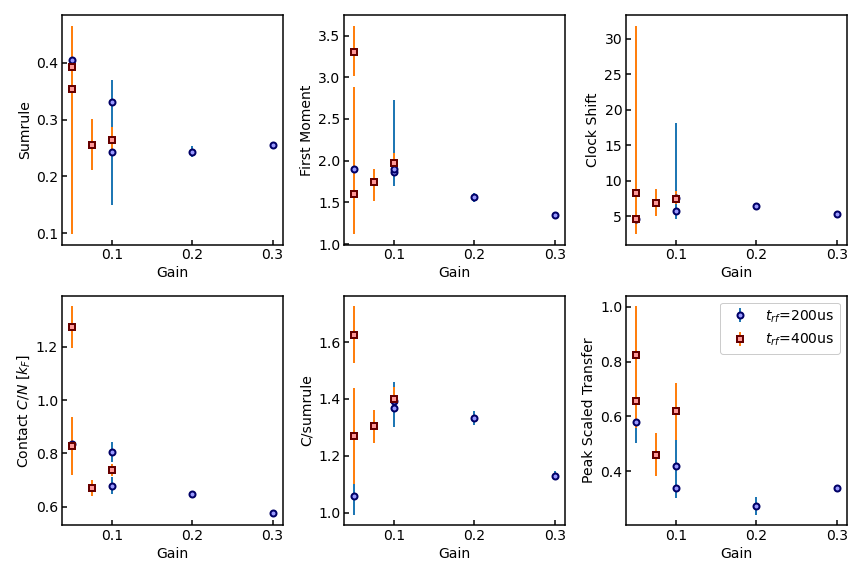 Sumrule
0.4
0.3
0.2
0.1
0.1 0.2 0.3
Gain
First Moment
3.5
3.0
2.5
2.0
1.5
1.0
0.1 0.2 0.3
Gain
Clock Shift
30
25
20
15
10
5
0.1 0.2 0.3
Gain
Contact C/N [k_F]
1.2
1.0
0.8
0.6
0.1 0.2 0.3
Gain
C/sumrule
1.6
1.4
1.2
1.0
0.1 0.2 0.3
Gain
Peak Scaled Transfer
1.0
0.8
0.6
0.4
0.1 0.2 0.3
Gain
t_rf=200us
t_rf=400us